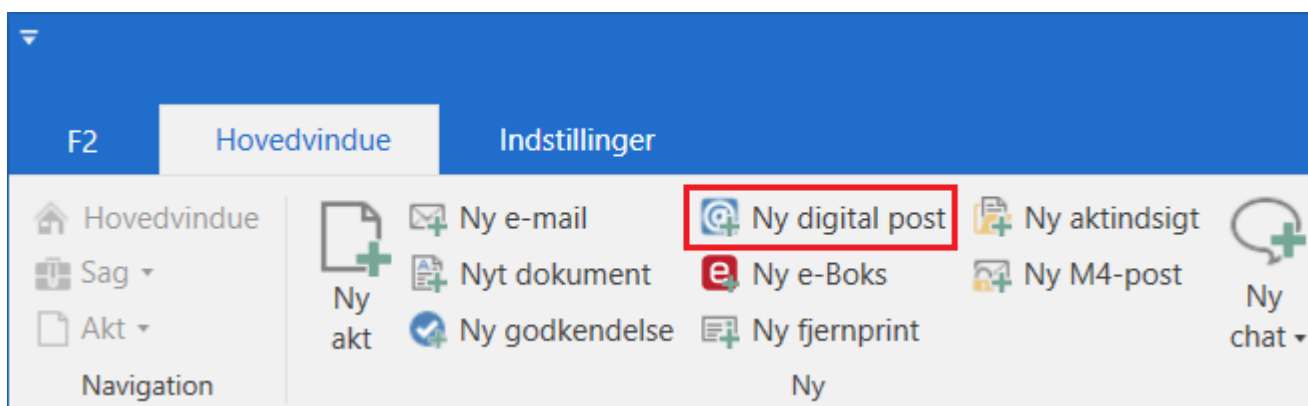 F2
Hovedvindue
Indstillinger
Hovedvindue
Sag
Akt
Navigation
Ny
akt
Ny e-mail
Nyt dokument
Ny godkendelse
Ny digital post
Ny e-Boks
Ny fjernprint
Ny aktindsigt
Ny M4-post
Ny
chat
Ny